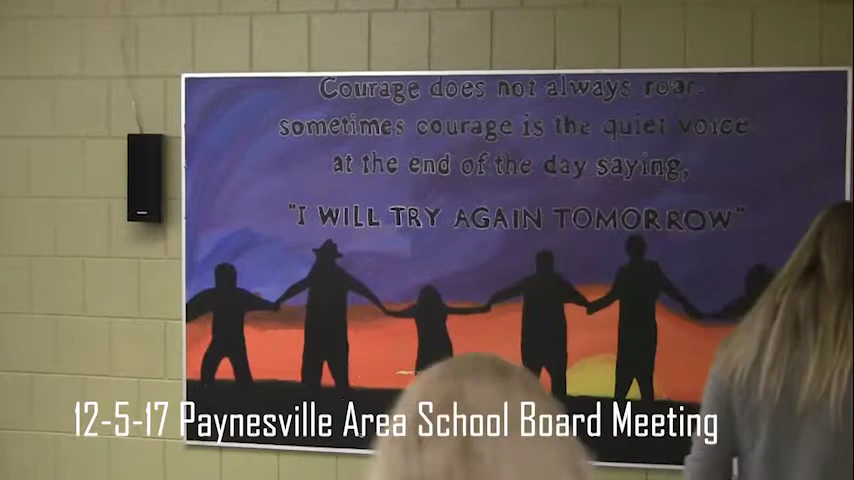 Courage does not always roar.
sometimes courage is the quiet voice
at the end of the day saying,
"I WILL TRY AGAIN TOMORROW"
12-5-17 Paynesville Area School Board Meeting